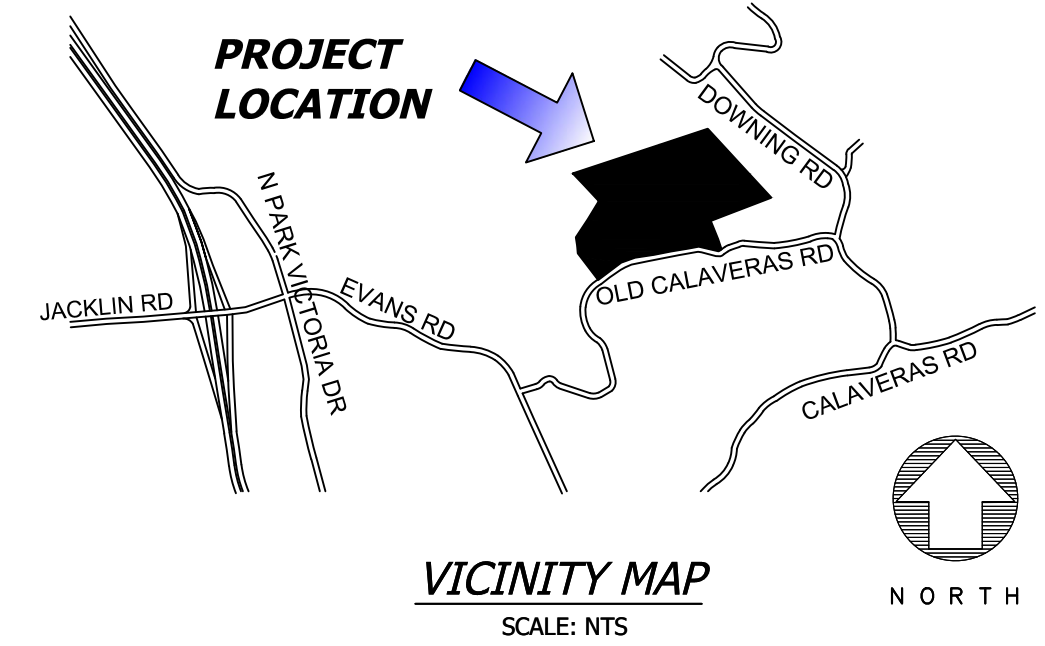 PROJECT
LOCATION
DOWNING RD
N PARK VICTORIA DR
OLD CALAVERAS RD
JACKLIN RD
EVANS RD
CALAVERAS RD
VICINITY MAP
SCALE: NTS
NORTH